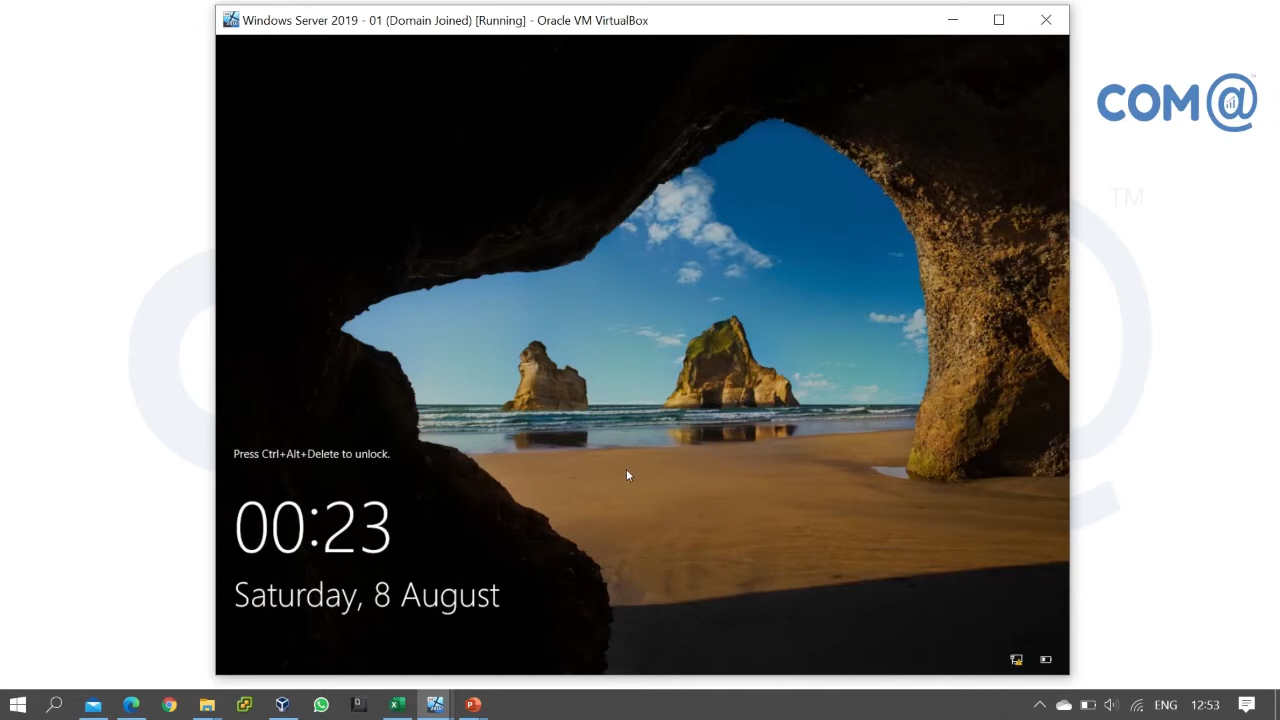 Windows Server 2019 - 01 (Domain Joined) [Running] - Oracle VM VirtualBox
COM@
TM
Press Ctrl+Alt+Delete to unlock.
00:23
Saturday, 8 August
ENG
12:53